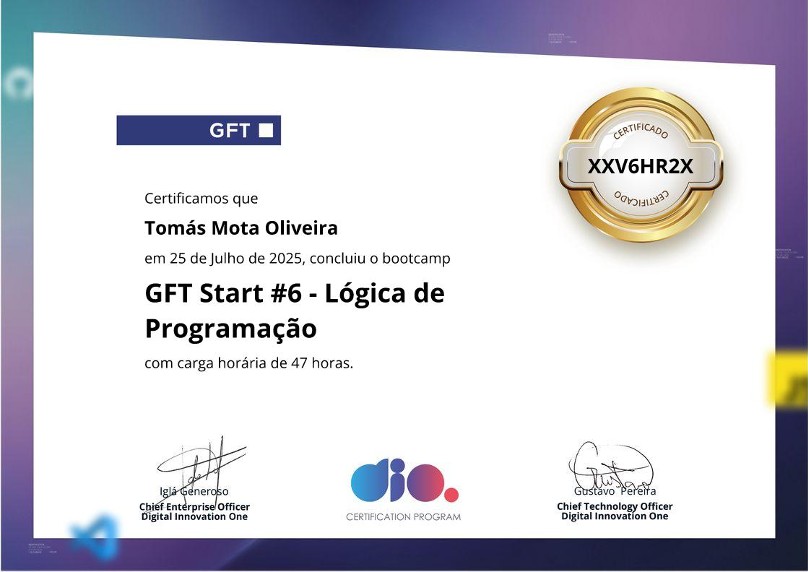 GFT
CERTIFICADO
XXV6HR2X
CERTIFICADO
Certificamos que
Tomás Mota Oliveira
em 25 de Julho de 2025, concluiu o bootcamp
GFT Start #6 - Lógica de
Programação
com carga horária de 47 horas.
Iglá Generoso
Chief Enterprise Officer
Digital Innovation One
dio.
CERTIFICATION PROGRAM
Gustavo Pereira
Chief Technology Officer
Digital Innovation One